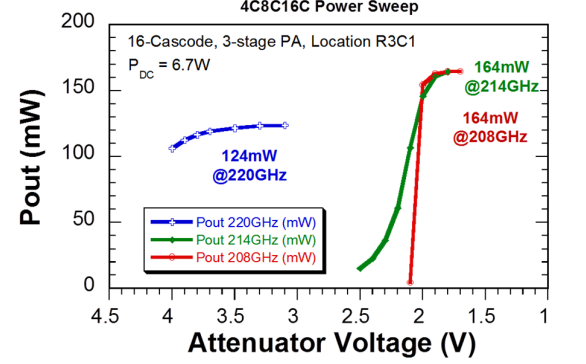 4C8C16C Power Sweep
200
150
100
50
0
Pout (mW)
16-Cascode, 3-stage PA, Location R3C1
PDC = 6.7W
164mW
@214GHz
164mW
@208GHz
124mW
@220GHz
Pout 220GHz (mW)
Pout 214GHz (mW)
Pout 208GHz (mW)
4.5 4 3.5 3 2.5 2 1.5 1
Attenuator Voltage (V)